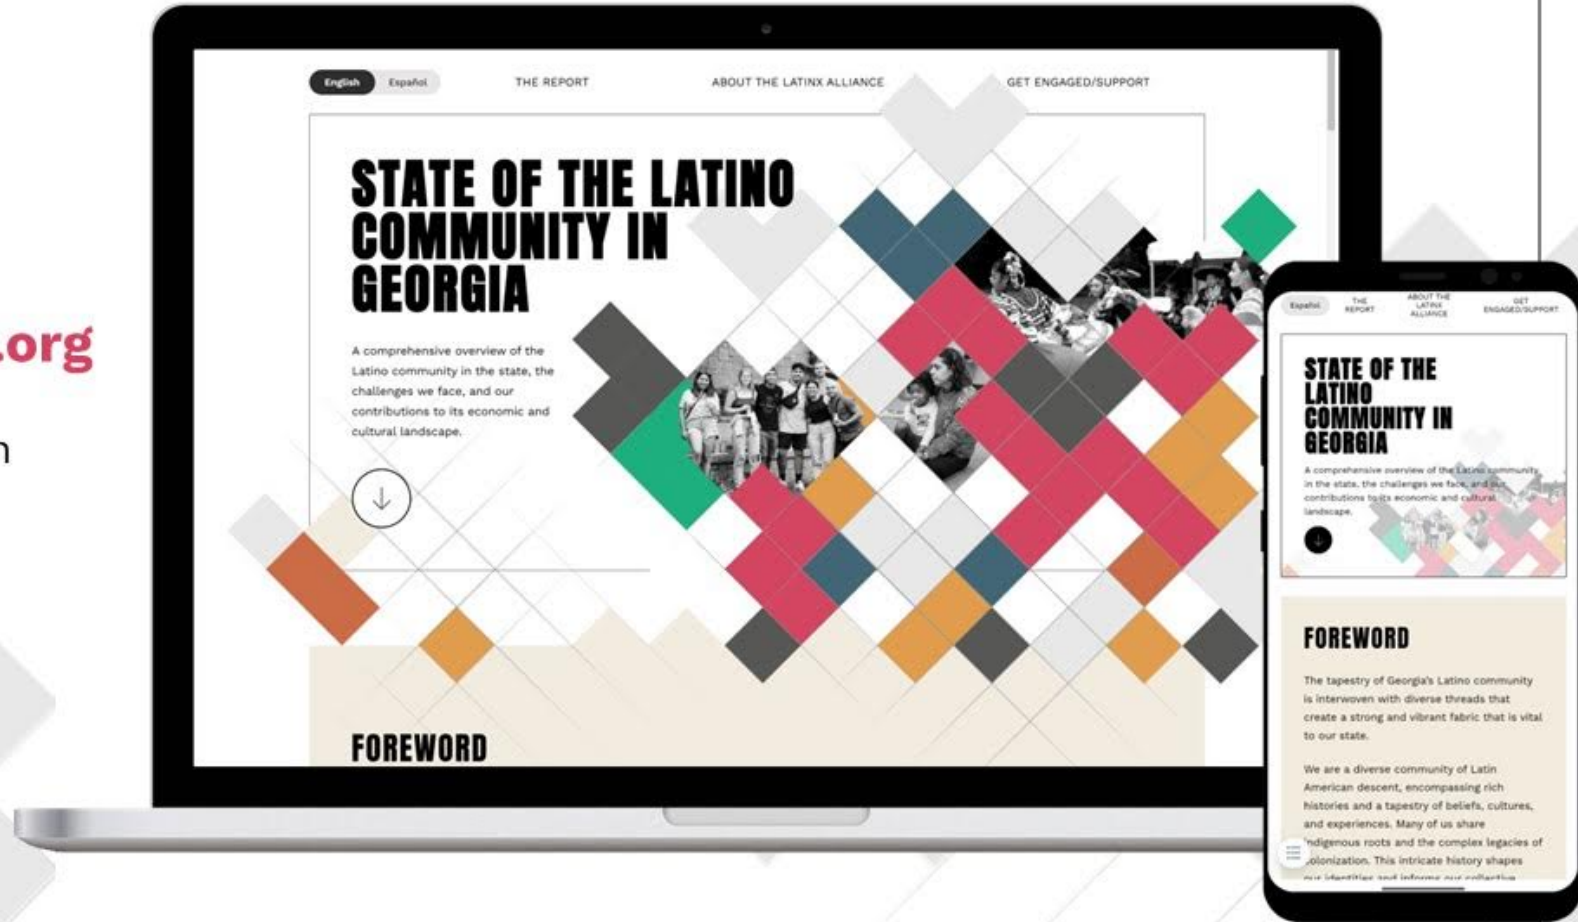 .org
n
English Español THE REPORT ABOUT THE LATINX ALLIANCE GET ENGAGED/SUPPORT
STATE OF THE LATINO
COMMUNITY IN
GEORGIA
A comprehensive overview of the
Latino community in the state, the
challenges we face, and our
contributions to its economic and
cultural landscape.
FOREWORD
Español THE REPORT ABOUT THE LATINX ALLIANCE GET ENGAGED/SUPPORT
STATE OF THE
LATINO
COMMUNITY IN
GEORGIA
A comprehensive overview of the Latino community
in the state, the challenges we face, and our
contributions to its economic and cultural
landscape.
FOREWORD
The tapestry of Georgia's Latino community
is interwoven with diverse threads that
create a strong and vibrant fabric that is vital
to our state.
We are a diverse community of Latin
American descent, encompassing rich
histories and a tapestry of beliefs, cultures,
and experiences. Many of us share
indigenous roots and the complex legacies of
colonization. This intricate history shapes
our identities and informs our collective